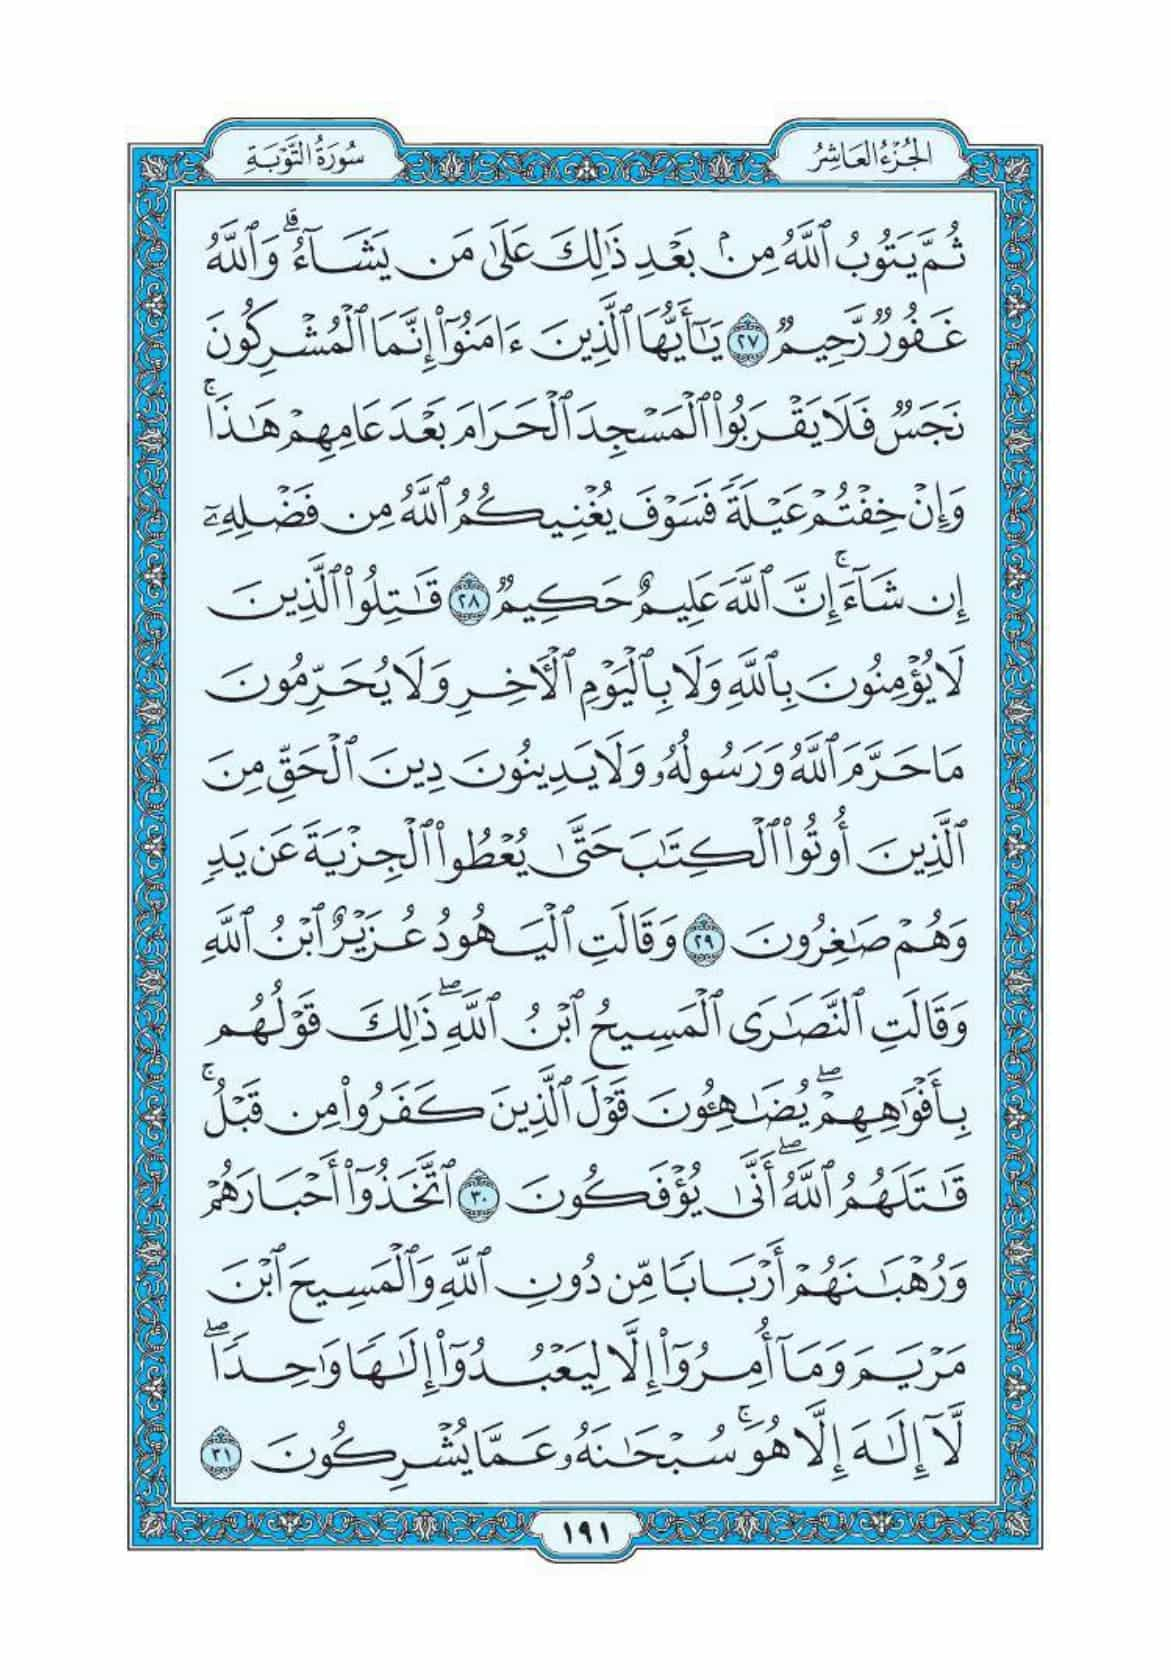 الجُزْءُ العَاشِرُ
سُورَةُ التَّوْبَةِ
ثُمَّ يَتُوبُ ٱللَّهُ مِنۢ بَعْدِ ذَٰلِكَ عَلَىٰ مَن يَشَآءُۗ وَٱللَّهُ
غَفُورٌ رَّحِيمٌ ٢٧ يَٰٓأَيُّهَا ٱلَّذِينَ ءَامَنُوٓا۟ إِنَّمَا ٱلْمُشْرِكُونَ
نَجَسٌ فَلَا يَقْرَبُوا۟ ٱلْمَسْجِدَ ٱلْحَرَامَ بَعْدَ عَامِهِمْ هَٰذَاۚ
وَإِنْ خِفْتُمْ عَيْلَةً فَسَوْفَ يُغْنِيكُمُ ٱللَّهُ مِن فَضْلِهِۦٓ
إِن شَآءَۚ إِنَّ ٱللَّهَ عَلِيمٌ حَكِيمٌ ٢٨ قَٰتِلُوا۟ ٱلَّذِينَ
لَا يُؤْمِنُونَ بِٱللَّهِ وَلَا بِٱلْيَوْمِ ٱلْءَاخِرِ وَلَا يُحَرِّمُونَ
مَا حَرَّمَ ٱللَّهُ وَرَسُولُهُۥ وَلَا يَدِينُونَ دِينَ ٱلْحَقِّ مِنَ
ٱلَّذِينَ أُوتُوا۟ ٱلْكِتَٰبَ حَتَّىٰ يُعْطُوا۟ ٱلْجِزْيَةَ عَن يَدٍ
وَهُمْ صَٰغِرُونَ ٢٩ وَقَالَتِ ٱلْيَهُودُ عُزَيْرٌ ٱبْنُ ٱللَّهِ
وَقَالَتِ ٱلنَّصَٰرَى ٱلْمَسِيحُ ٱبْنُ ٱللَّهِۖ ذَٰلِكَ قَوْلُهُم
بِأَفْوَٰهِهِمْۖ يُضَٰهِـُٔونَ قَوْلَ ٱلَّذِينَ كَفَرُوا۟ مِن قَبْلُۚ
قَٰتَلَهُمُ ٱللَّهُۖ أَنَّىٰ يُؤْفَكُونَ ٣٠ ٱتَّخَذُوٓا۟ أَحْبَارَهُمْ
وَرُهْبَٰنَهُمْ أَرْبَابًا مِّن دُونِ ٱللَّهِ وَٱلْمَسِيحَ ٱبْنَ
مَرْيَمَ وَمَآ أُمِرُوٓا۟ إِلَّا لِيَعْبُدُوٓا۟ إِلَٰهًا وَٰحِدًاۖ
لَّآ إِلَٰهَ إِلَّا هُوَۚ سُبْحَٰنَهُۥ عَمَّا يُشْرِكُونَ ٣١
١٩١